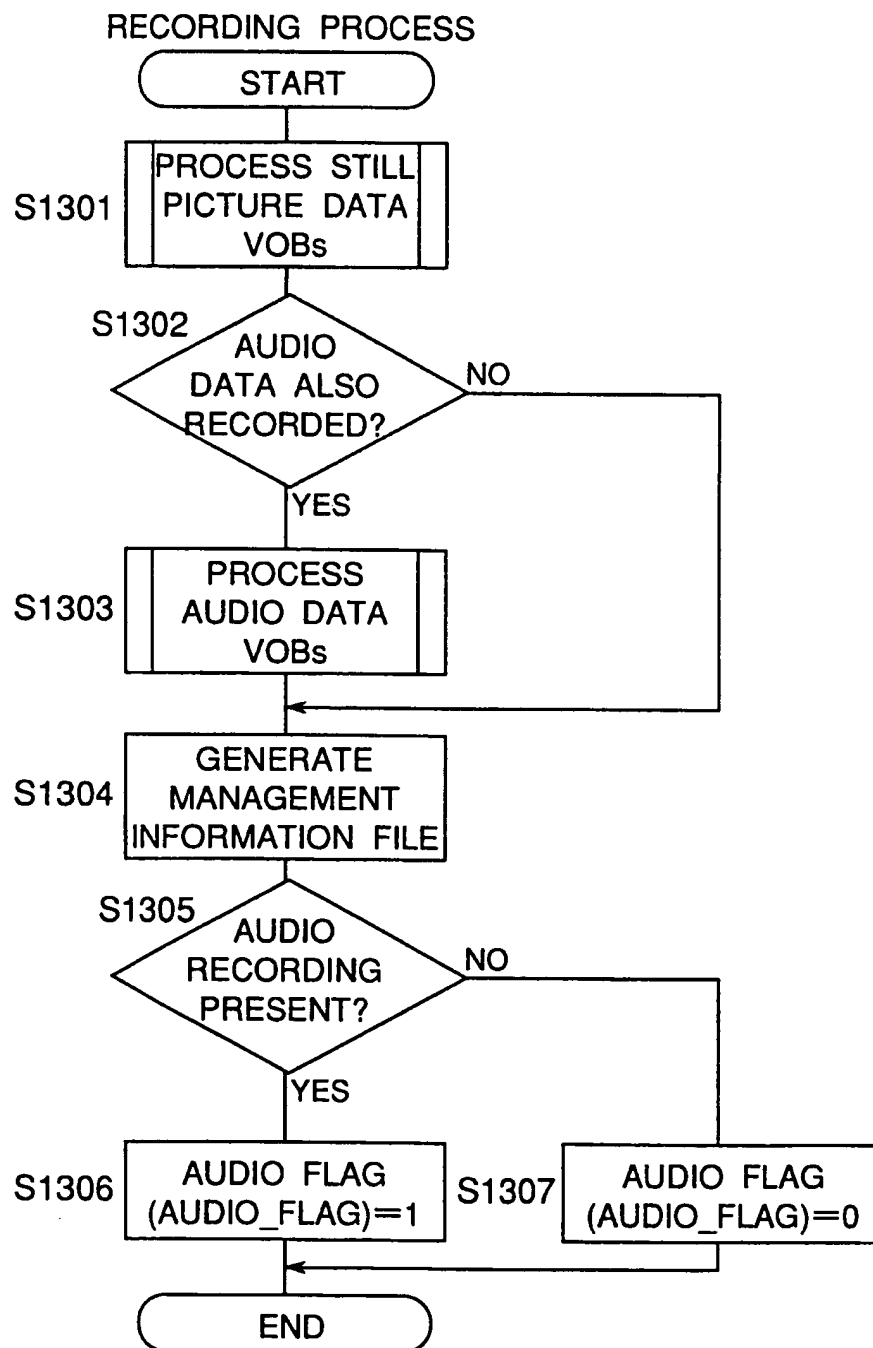 RECORDING PROCESS
START
S1301
PROCESS STILL
PICTURE DATA
VOBs
S1302
AUDIO
DATA ALSO
RECORDED?
NO
YES
S1303
PROCESS
AUDIO DATA
VOBs
S1304
GENERATE
MANAGEMENT
INFORMATION FILE
S1305
AUDIO
RECORDING
PRESENT?
NO
YES
S1306
AUDIO FLAG
(AUDIO_FLAG)=1
S1307
AUDIO FLAG
(AUDIO_FLAG)=0
END